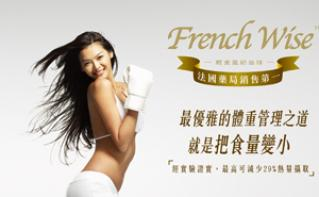 French Wise
法國藥局銷售第一
最優雅的體重管理之道
就是把食量變小
『經實驗證實，最高可減少29%熱量攝取』